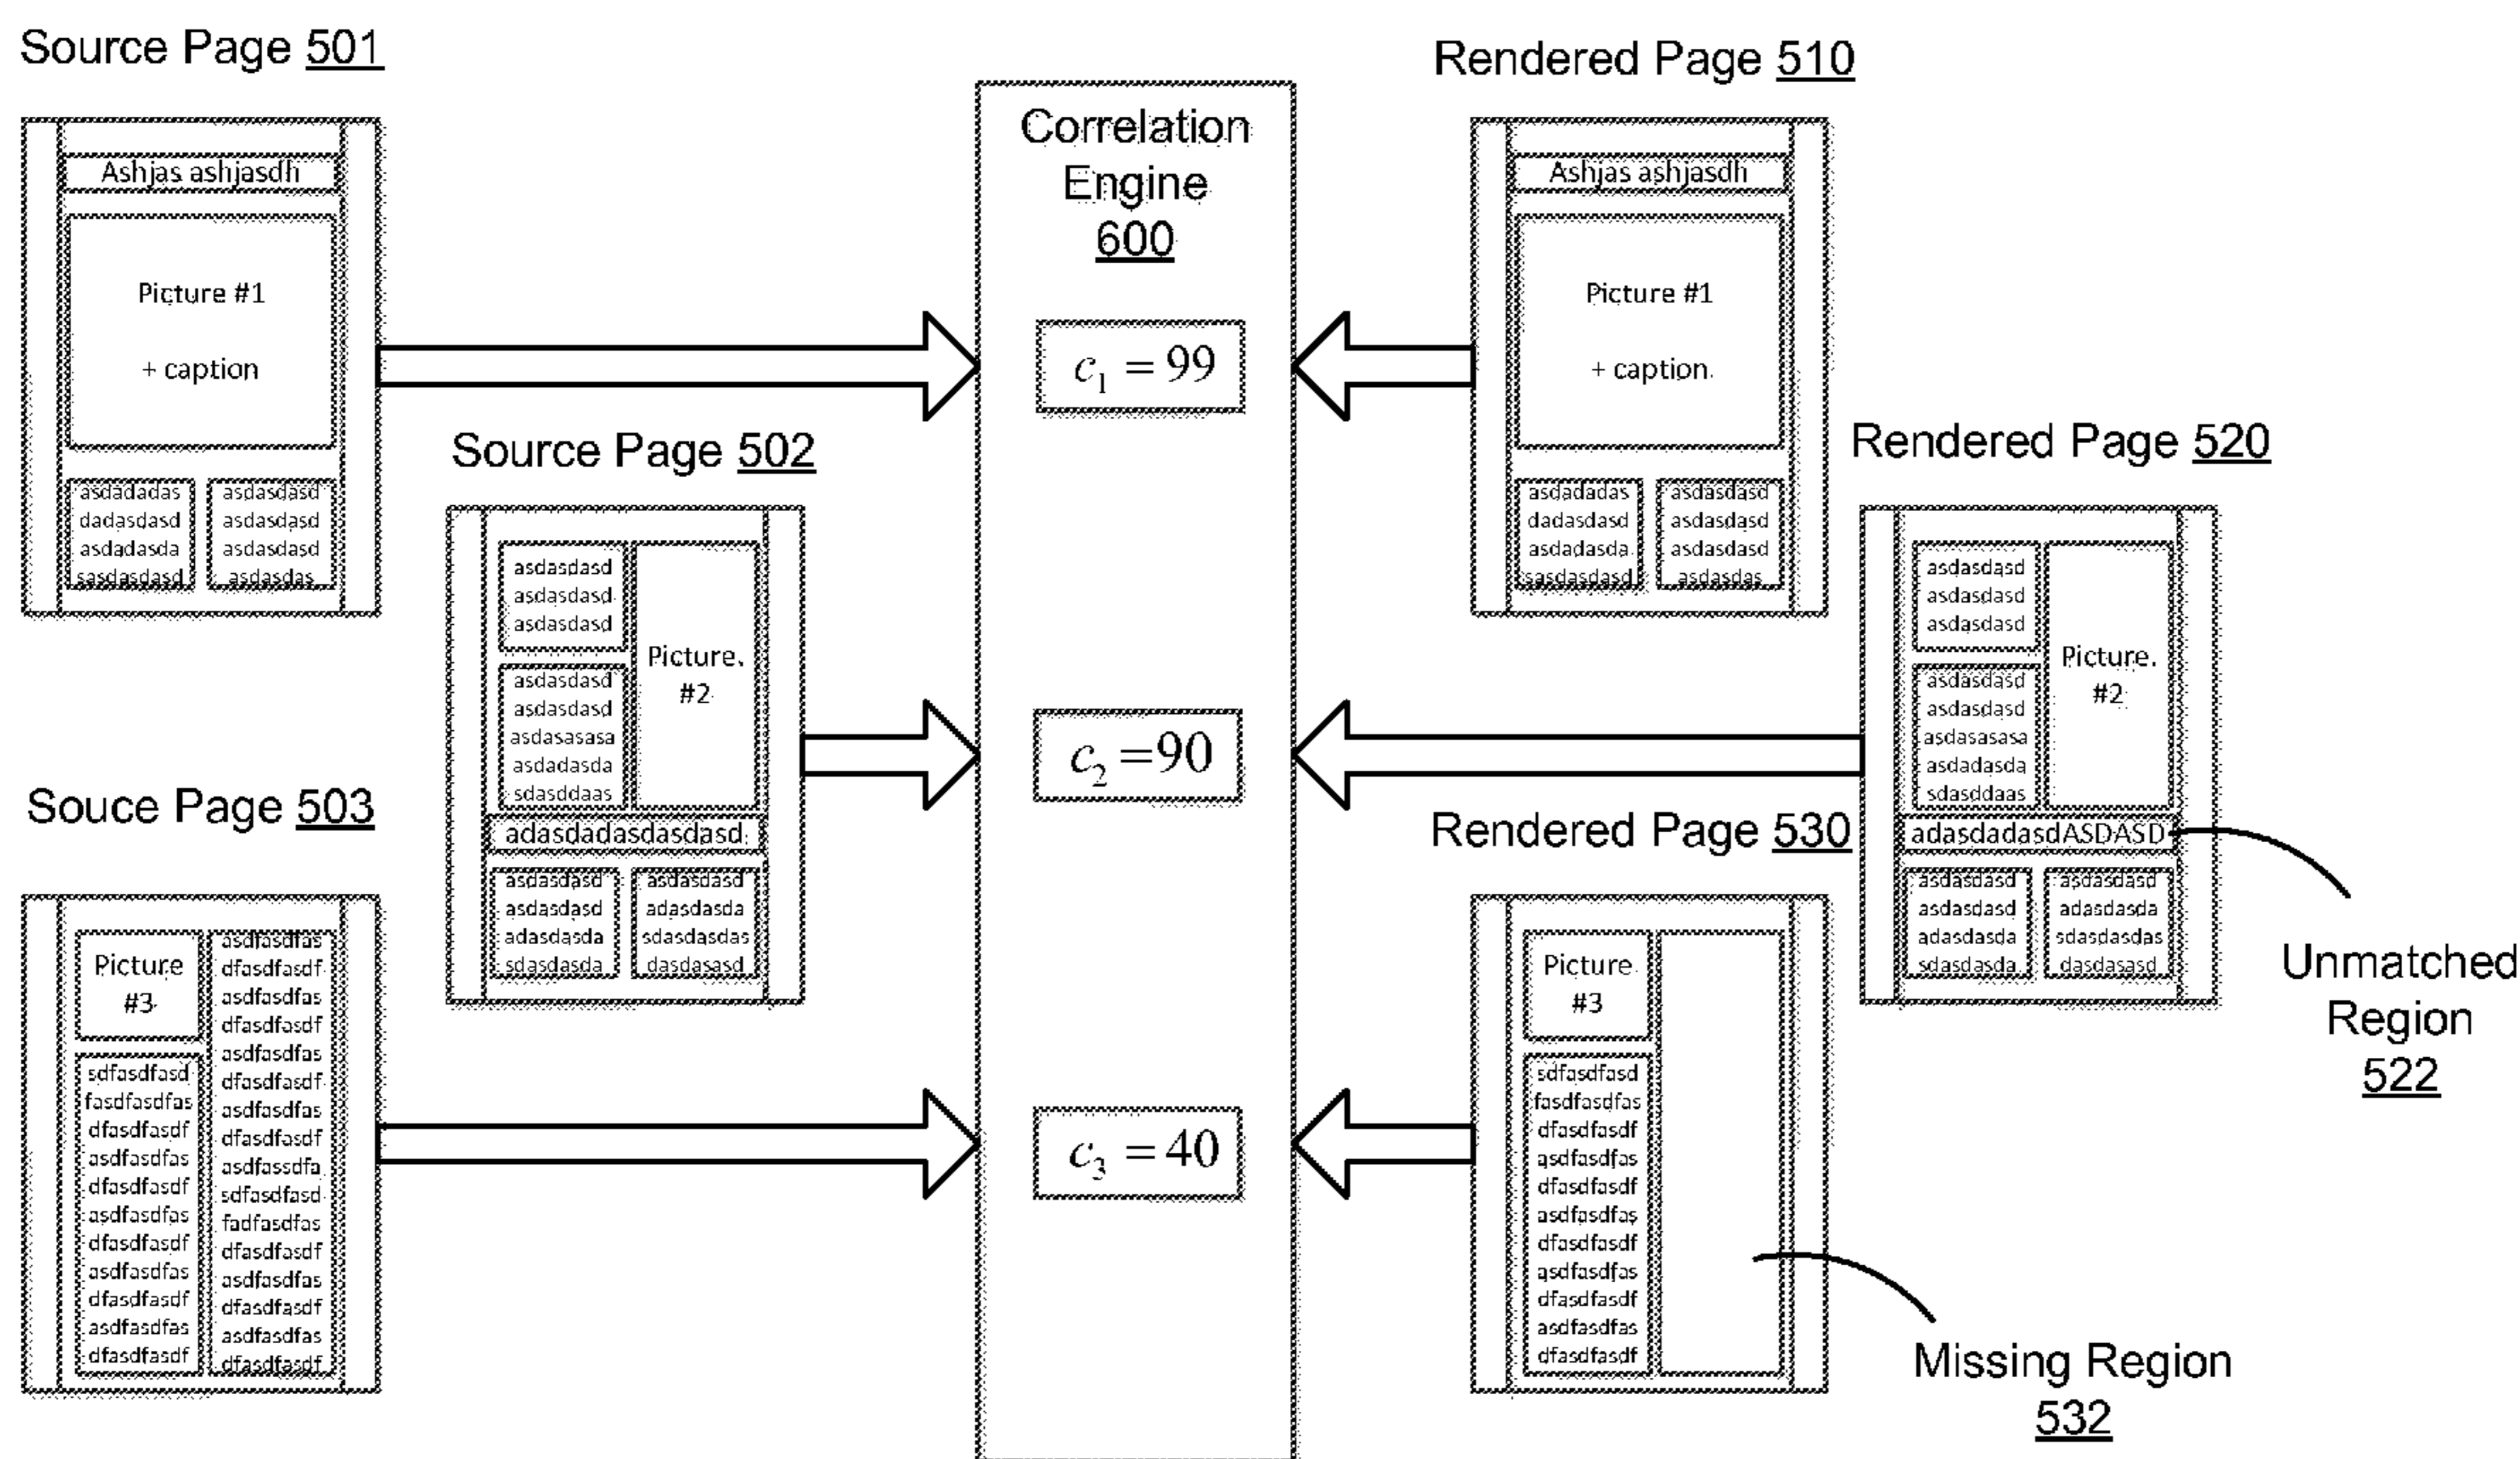 Source Page 501
Ashjas ashjasdh
Picture #1
+ caption
asdadadas
dadasdasd
asdadasda
sasdasdasd
asdasdasd
asdasdasd
asdasdasd
asdasdas
Source Page 502
asdasdasd
asdasdasd
asdasdasd
asdasdasd
asdasdasd
asdasasasa
asdadasda
sdasddaas
Picture
#2
adasdadasdasdasd
asdasdasd
asdasdasd
adasdasda
sdasdasda
asdasdasd
adasdasda
sdasdasdas
dasdasasd
Souce Page 503
Picture
#3
sdfasdfasd
fasdfasdfas
dfasdfasdf
asdfasdfas
dfasdfasdf
asdfasdfas
dfasdfasdf
asdfasdfas
dfasdfasdf
asdfasdfas
dfasdfasdf
asdfasdfas
dfasdfasdf
asdfasdfas
dfasdfasdf
asdfasdfas
dfasdfasdf
asdfasdfas
dfasdfasdf
asdfassdfa
sdfasdfasd
fadfasdfas
dfasdfasdf
asdfasdfas
dfasdfasdf
asdfasdfas
dfasdfasdf
Correlation
Engine
600
c1 = 99
c2 =90
c3 = 40
Rendered Page 510
Ashjas ashjasdh
Picture #1
+ caption
asdadadas
dadasdasd
asdadasda
sasdasdasd
asdasdasd
asdasdasd
asdasdasd
asdasdas
Rendered Page 520
asdasdasd
asdasdasd
asdasdasd
asdasdasd
asdasdasd
asdasasasa
asdadasda
sdasddaas
Picture
#2
adasdadasdASDASD
asdasdasd
asdasdasd
adasdasda
sdasdasda
asdasdasd
adasdasda
sdasdasdas
dasdasasd
Unmatched
Region
522
Rendered Page 530
Picture
#3
sdfasdfasd
fasdfasdfas
dfasdfasdf
asdfasdfas
dfasdfasdf
asdfasdfas
dfasdfasdf
asdfasdfas
dfasdfasdf
asdfasdfas
dfasdfasdf
Missing Region
532